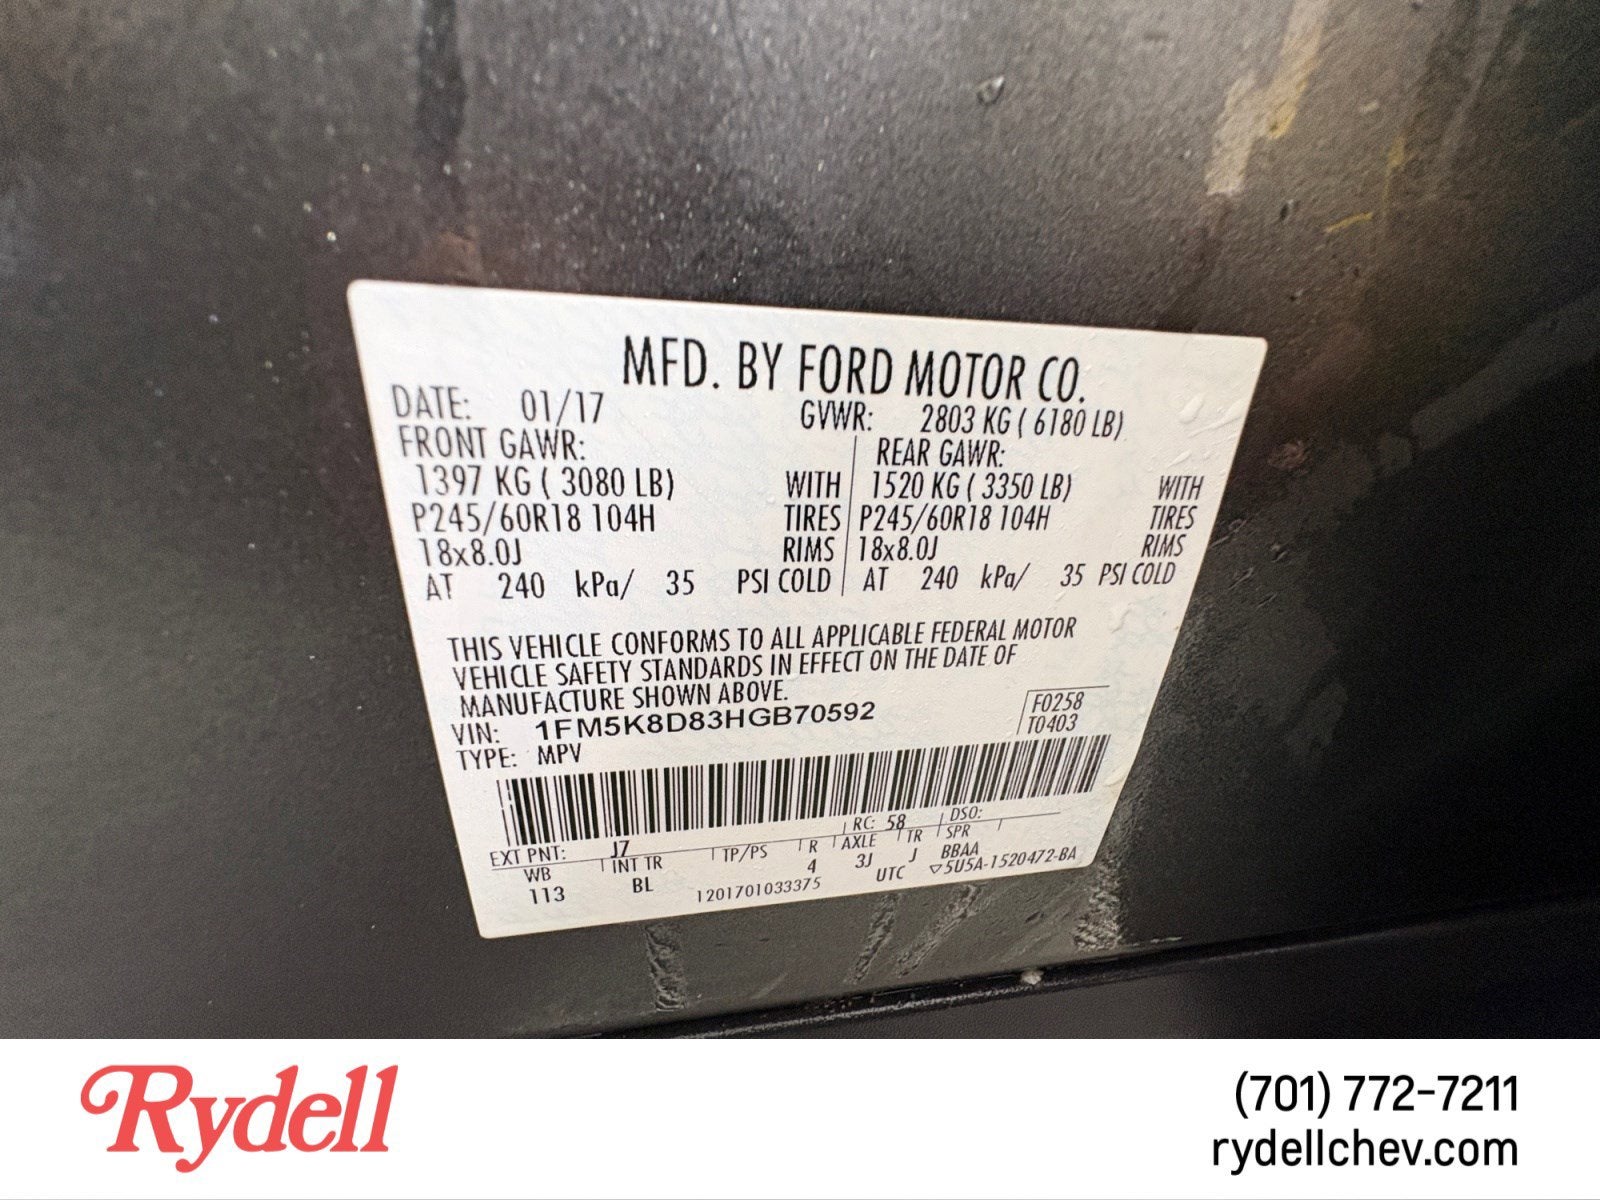 MFD. BY FORD MOTOR CO.
DATE: 01/17 GVWR: 2803 KG ( 6180 LB)
FRONT GAWR: REAR GAWR:
1397 KG ( 3080 LB) WITH 1520 KG ( 3350 LB) WITH
P245/60R18 104H TIRES P245/60R18 104H TIRES
18x8.0J RIMS 18x8.0J RIMS
AT 240 kPa/ 35 PSI COLD AT 240 kPa/ 35 PSI COLD
THIS VEHICLE CONFORMS TO ALL APPLICABLE FEDERAL MOTOR
VEHICLE SAFETY STANDARDS IN EFFECT ON THE DATE OF
MANUFACTURE SHOWN ABOVE.
VIN: 1FM5K8D83HGB70592 F0258
TYPE: MPV T0403
EXT PNT: J7 RC: 58 DSO:
WB INT TR TP/PS R AXLE TR SPR
113 BL 4 3J J BBAA
1201701033375 UTC ▽5U5A-1520472-BA
Rydell
(701) 772-7211
rydellchev.com